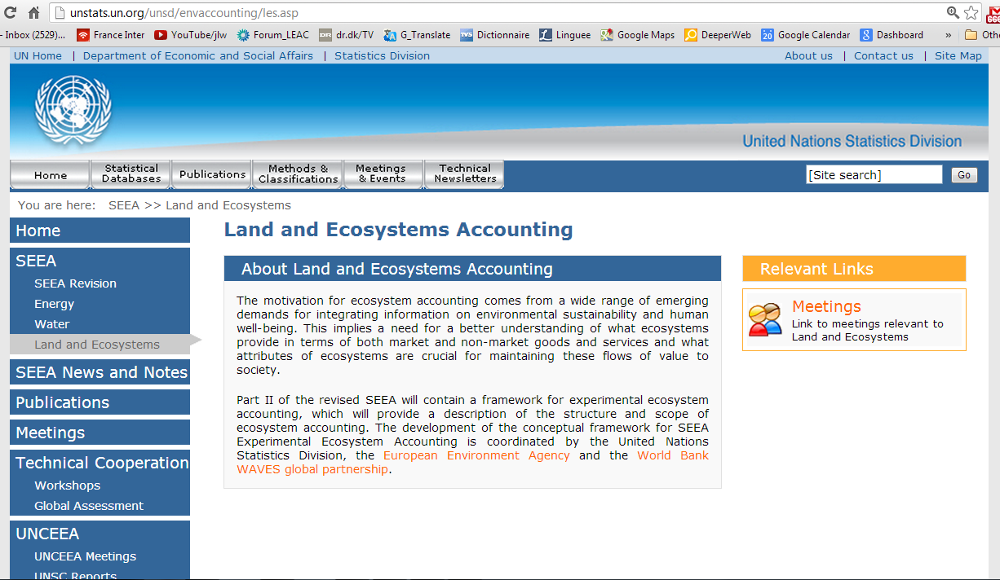 unstats.un.org/unsd/envaccounting/les.asp
666
- Inbox (2529)... France Inter YouTube/jlw Forum_LEAC DR dr.dk/TV G_Translate TV5 Dictionnaire Linguee Google Maps DeeperWeb 20 Google Calendar 8 Dashboard » Othe
UN Home | Department of Economic and Social Affairs | Statistics Division About us | Contact us | Site Map
United Nations Statistics Division
Home Statistical Databases Publications Methods & Classifications Meetings & Events Technical Newsletters [Site search] Go
You are here: SEEA >> Land and Ecosystems
Home
SEEA
SEEA Revision
Energy
Water
Land and Ecosystems
SEEA News and Notes
Publications
Meetings
Technical Cooperation
Workshops
Global Assessment
UNCEEA
UNCEEA Meetings
UNSC Reports
Land and Ecosystems Accounting
About Land and Ecosystems Accounting
The motivation for ecosystem accounting comes from a wide range of emerging
demands for integrating information on environmental sustainability and human
well-being. This implies a need for a better understanding of what ecosystems
provide in terms of both market and non-market goods and services and what
attributes of ecosystems are crucial for maintaining these flows of value to
society.
Part II of the revised SEEA will contain a framework for experimental ecosystem
accounting, which will provide a description of the structure and scope of
ecosystem accounting. The development of the conceptual framework for SEEA
Experimental Ecosystem Accounting is coordinated by the United Nations
Statistics Division, the European Environment Agency and the World Bank
WAVES global partnership.
Relevant Links
Meetings
Link to meetings relevant to
Land and Ecosystems